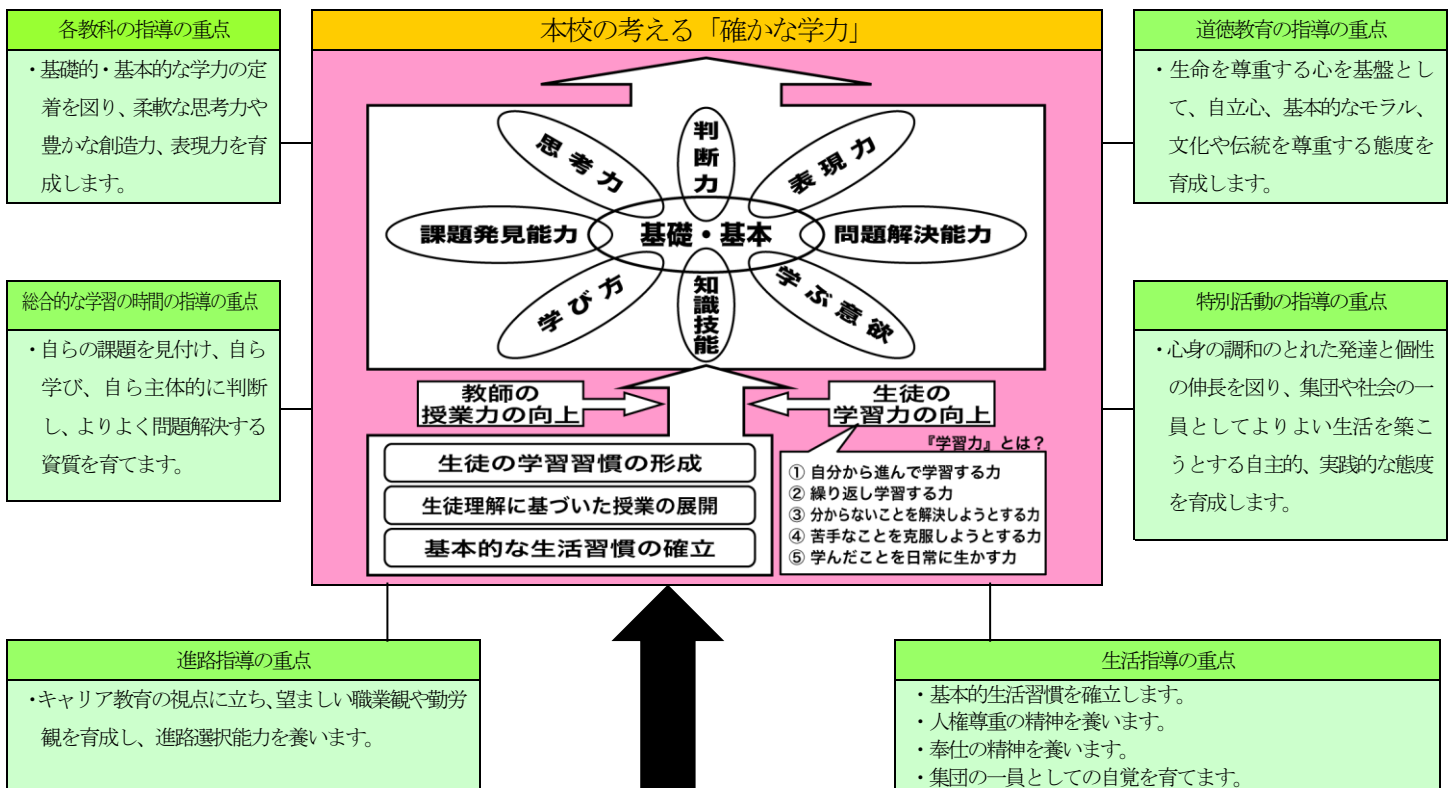 各教科の指導の重点
・基礎的・基本的な学力の定
着を図り、柔軟な思考力や
豊かな創造力、表現力を育
成します。
総合的な学習の時間の指導の重点
・自らの課題を見付け、自ら
学び、自ら主体的に判断
し、よりよく問題解決する
資質を育てます。
本校の考える「確かな学力」
思考力
判断力
表現力
課題発見能力
基礎・基本
問題解決能力
学び方
知識技能
学ぶ意欲
教師の
授業力の向上
生徒の
学習力の向上
生徒の学習習慣の形成
生徒理解に基づいた授業の展開
基本的な生活習慣の確立
『学習力』とは？
① 自分から進んで学習する力
② 繰り返し学習する力
③ 分からないことを解決しようとする力
④ 苦手なことを克服しようとする力
⑤ 学んだことを日常に生かす力
道徳教育の指導の重点
・生命を尊重する心を基盤とし
て、自立心、基本的なモラル、
文化や伝統を尊重する態度を
育成します。
特別活動の指導の重点
・心身の調和のとれた発達と個性
の伸長を図り、集団や社会の一
員としてよりよい生活を築こ
うとする自主的、実践的な態度
を育成します。
進路指導の重点
・キャリア教育の視点に立ち、望ましい職業観や勤労
観を育成し、進路選択能力を養います。
生活指導の重点
・基本的生活習慣を確立します。
・人権尊重の精神を養います。
・奉仕の精神を養います。
・集団の一員としての自覚を育てます。